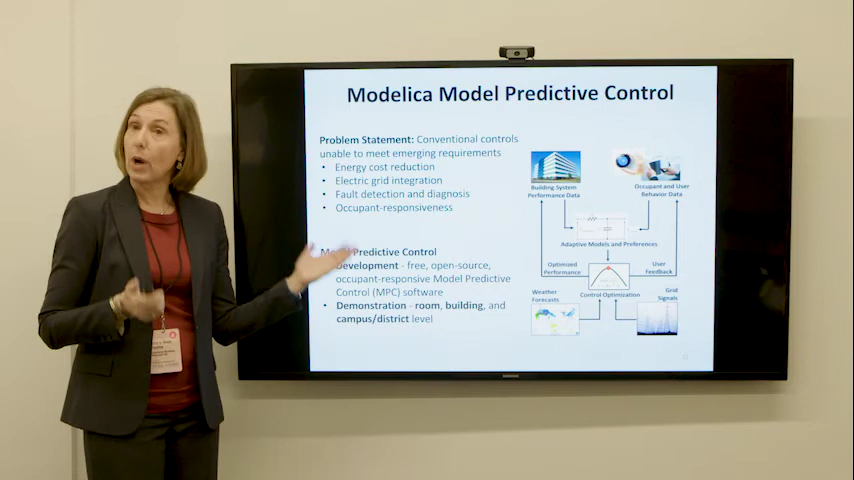 Modelica Model Predictive Control
Problem Statement: Conventional controls
unable to meet emerging requirements
• Energy cost reduction
• Electric grid integration
• Fault detection and diagnosis
• Occupant-responsiveness
Predictive Control
Development - free, open-source,
occupant-responsive Model Predictive
Control (MPC) software
• Demonstration - room, building, and
campus/district level
Building System
Performance Data
Occupant and User
Behavior Data
Adaptive Models and Preferences
Optimized
Performance
User
Feedback
Control Optimization
Weather
Forecasts
Grid
Signals